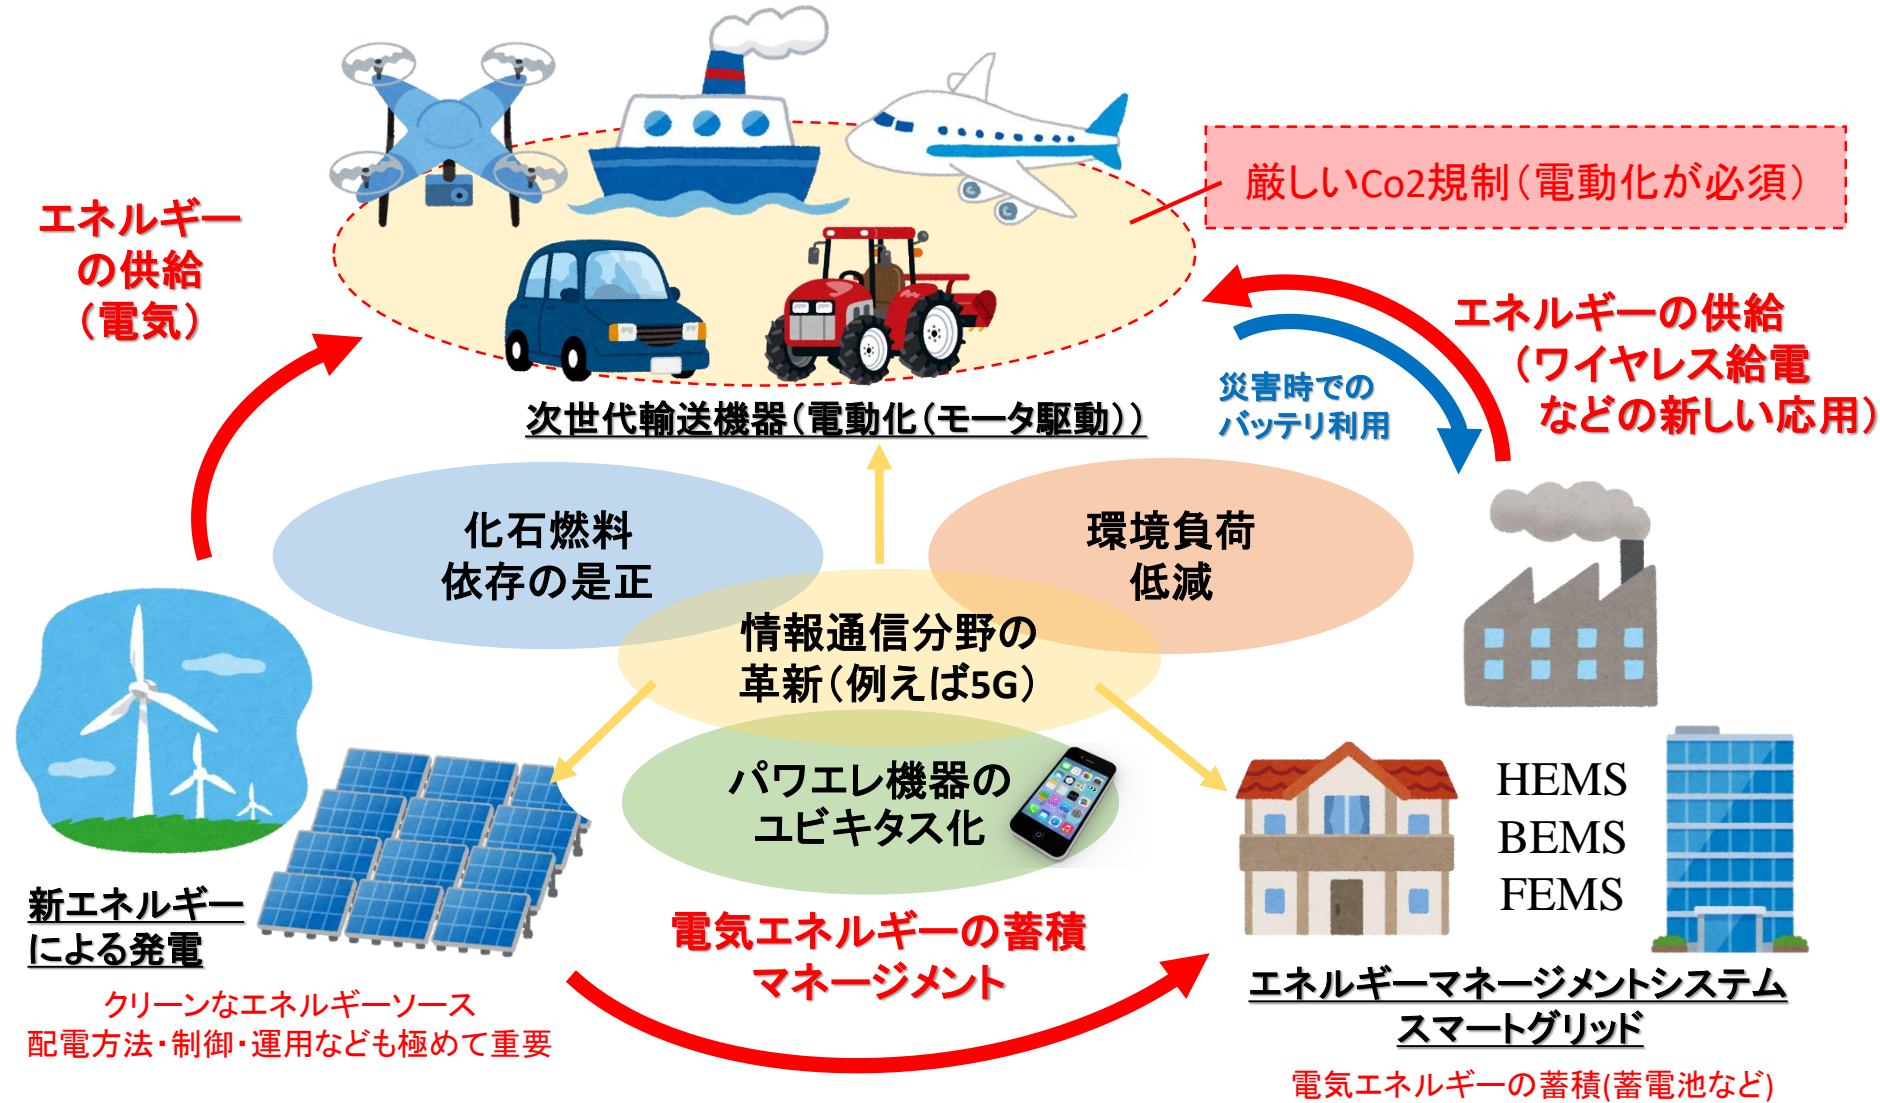 厳しいCo2規制（電動化が必須）
エネルギー
の供給
（電気）
エネルギーの供給
（ワイヤレス給電
などの新しい応用）
災害時での
バッテリ利用
次世代輸送機器（電動化（モータ駆動））
化石燃料
依存の是正
環境負荷
低減
情報通信分野の
革新（例えば5G）
パワエレ機器の
ユビキタス化
HEMS
BEMS
FEMS
新エネルギー
による発電
電気エネルギーの蓄積
マネージメント
エネルギーマネージメントシステム
スマートグリッド
クリーンなエネルギーソース
配電方法・制御・運用なども極めて重要
電気エネルギーの蓄積(蓄電池など)